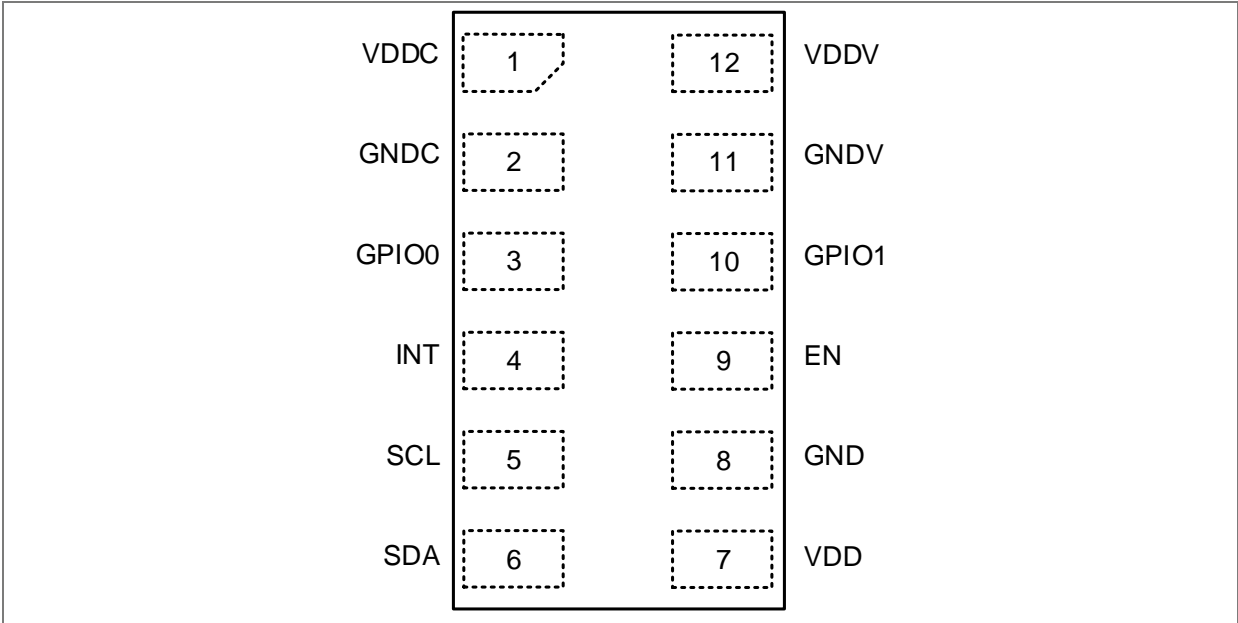 VDDC 1 12 VDDV
GNDC 2 11 GNDV
GPIO0 3 10 GPIO1
INT 4 9 EN
SCL 5 8 GND
SDA 6 7 VDD